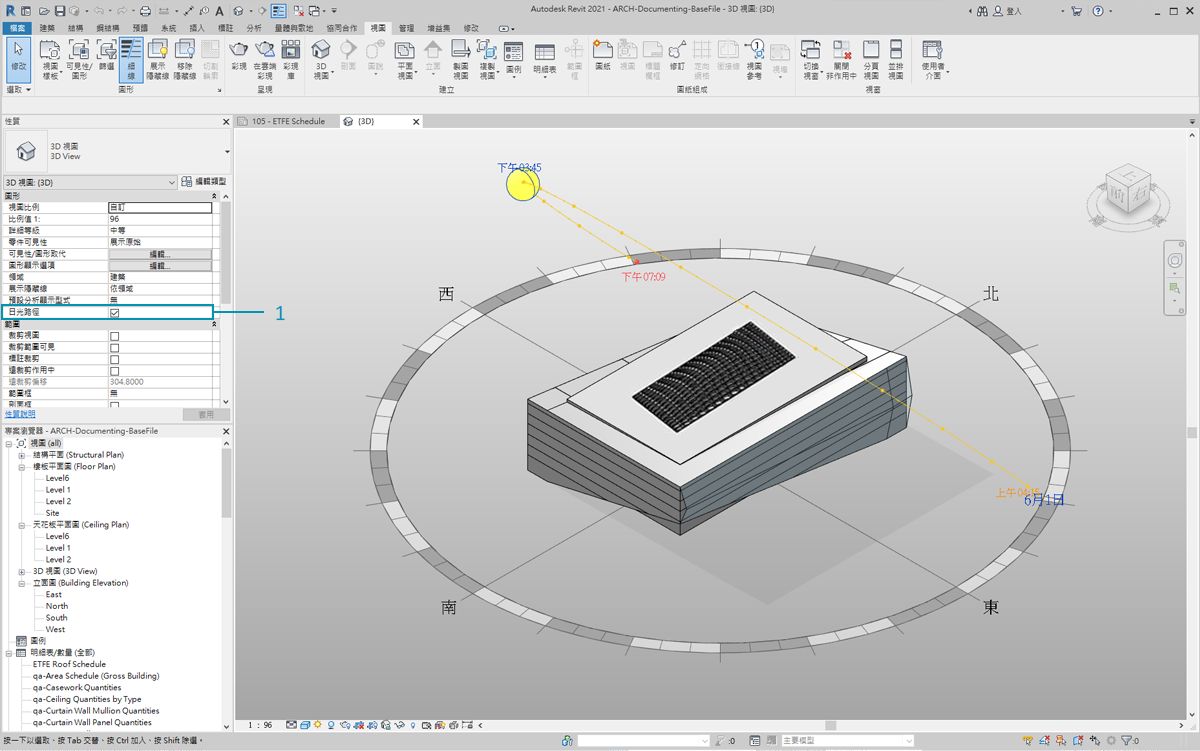 Autodesk Revit 2021 - ARCH-Documenting-BaseFile - 3D 視圖: {3D}
登入
檔案 建築 結構 鋼結構 預鑄 系統 插入 標註 分析 量體與敷地 協同合作 視圖 管理 增益集 修改
修改
視圖樣板
可見性/圖形
篩選
細線
展示隱藏線
移除隱藏線
切割輪廓
彩現
在雲端彩現
彩現庫
3D 視圖
剖面
圖說
平面視圖
立面
製圖視圖
複製視圖
圖例
明細表
範圍框
圖紙
視圖
標題欄框
修訂
定向網格
銜接線
視圖參考
視埠
切換視窗
關閉非作用中
分頁視圖
並排視圖
使用者介面
選取 圖形 呈現 建立 圖紙組成 視窗
性質
105 - ETFE Schedule
{3D}
3D 視圖
3D View
3D 視圖: {3D}
編輯類型
圖形
視圖比例 自訂
比例值 1: 96
詳細等級 中等
零件可見性 展示原始
可見性/圖形取代 編輯...
圖形顯示選項 編輯...
領域 建築
展示隱藏線 依領域
預設分析顯示型式 無
日光路徑
1
範圍
裁剪視圖
裁剪範圍可見
標註裁剪
遠裁剪作用中
遠裁剪偏移 304.8000
範圍框 無
剖面框
性質說明 套用
專案瀏覽器 - ARCH-Documenting-BaseFile
視圖 (all)
結構平面 (Structural Plan)
樓板平面圖 (Floor Plan)
Level6
Level 1
Level 2
Site
天花板平面圖 (Ceiling Plan)
Level6
Level 1
Level 2
3D 視圖 (3D View)
立面圖 (Building Elevation)
East
North
South
West
圖例
明細表/數量 (全部)
ETFE Roof Schedule
qa-Area Schedule (Gross Building)
qa-Casework Quantities
qa-Ceiling Quantities by Type
qa-Curtain Wall Mullion Quantities
qa-Curtain Wall Panel Quantities
下午 03:45
下午 07:09
西
北
上午 04:
6月1日
南
東
1 : 96
按一下以選取、按 Tab 交替、按 Ctrl 加入、按 Shift 除選。
:0
主要模型
:0